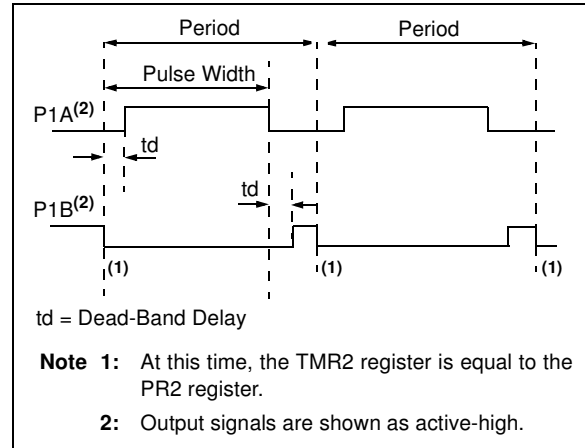 Period Period
Pulse Width
P1A(2)
td
td
P1B(2)
(1) (1) (1)
td = Dead-Band Delay
Note 1: At this time, the TMR2 register is equal to the
PR2 register.
2: Output signals are shown as active-high.